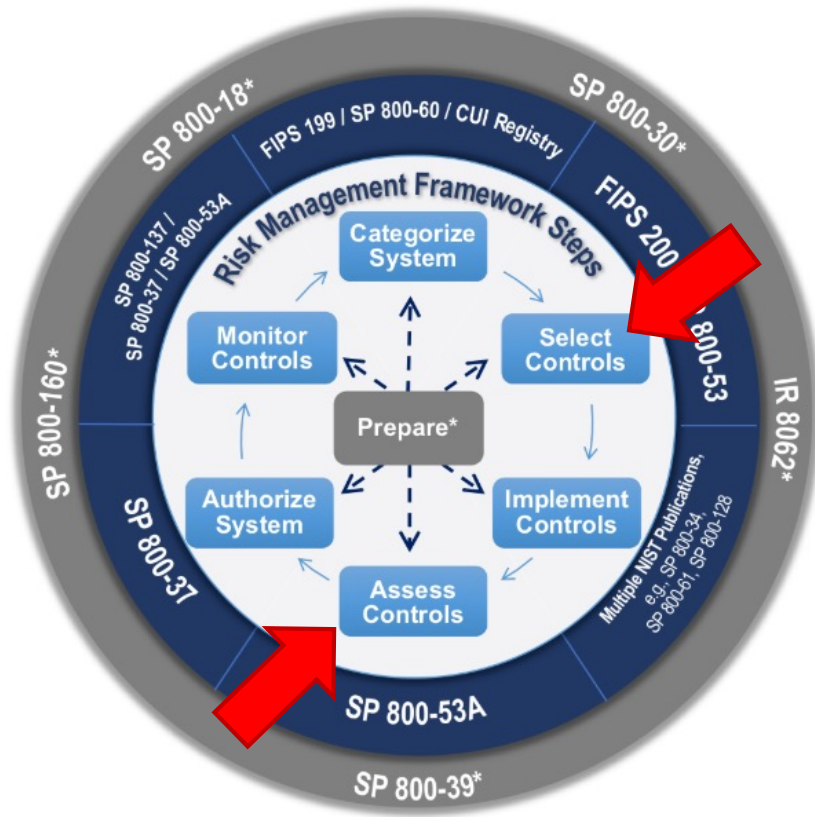 SP 800-18*
SP 800-30*
IR 8062*
SP 800-39*
SP 800-160*
FIPS 199 / SP 800-60 / CUI Registry
FIPS 200
800-53
Multiple NIST Publications,
e.g., SP 800-34,
SP 800-61, SP 800-128
SP 800-53A
SP 800-37
SP 800-137 /
SP 800-37 / SP 800-53A
Risk Management Framework Steps
Categorize
System
Select
Controls
Implement
Controls
Assess
Controls
Authorize
System
Monitor
Controls
Prepare*